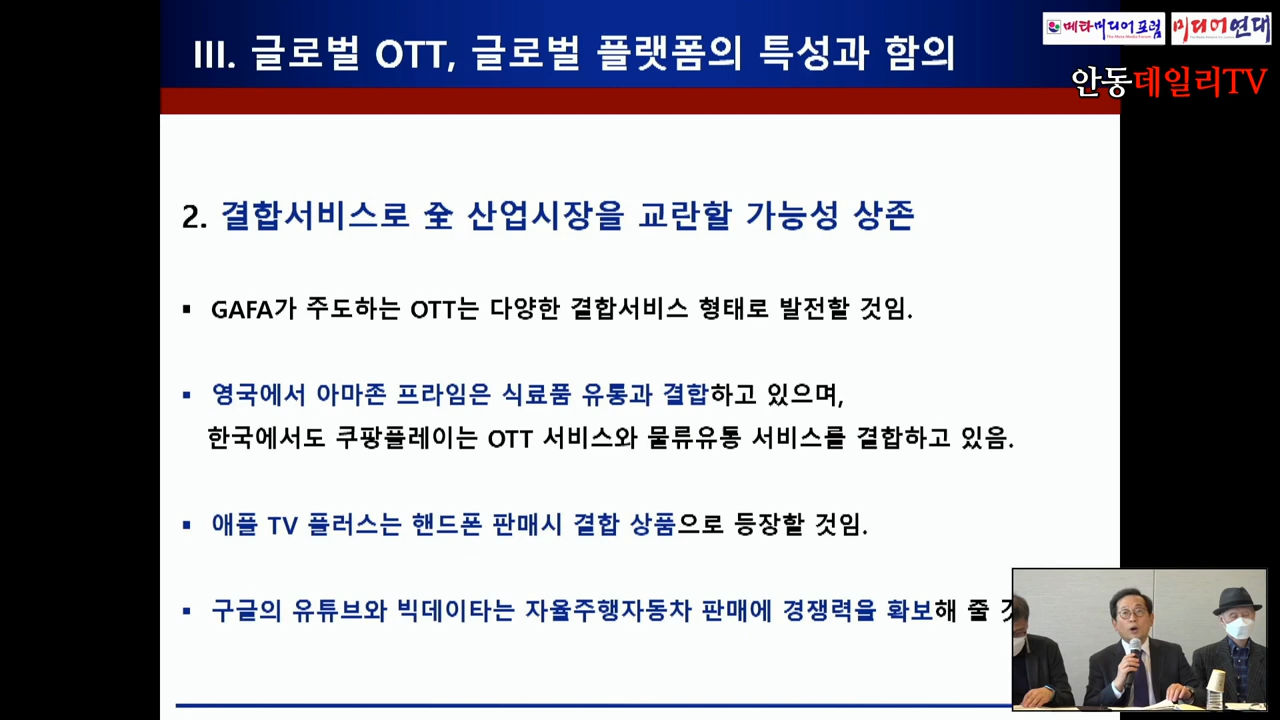 III. 글로벌 OTT, 글로벌 플랫폼의 특성과 함의
메타미디어포럼
미디어연대
안동데일리TV
2. 결합서비스로 全 산업시장을 교란할 가능성 상존
▪ GAFA가 주도하는 OTT는 다양한 결합서비스 형태로 발전할 것임.
▪ 영국에서 아마존 프라임은 식료품 유통과 결합하고 있으며,
한국에서도 쿠팡플레이는 OTT 서비스와 물류유통 서비스를 결합하고 있음.
▪ 애플 TV 플러스는 핸드폰 판매시 결합 상품으로 등장할 것임.
▪ 구글의 유튜브와 빅데이타는 자율주행자동차 판매에 경쟁력을 확보해 줄